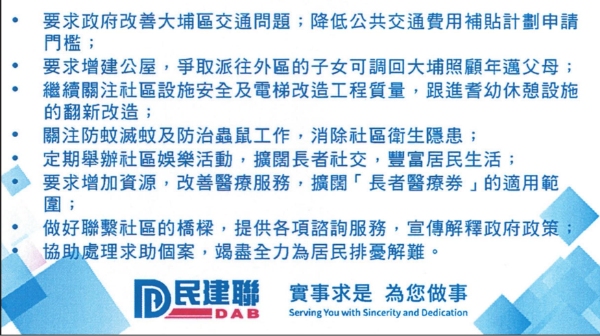 • 要求政府改善大埔區交通問題；降低公共交通費用補貼計劃申請
門檻；
• 要求增建公屋，爭取派往外區的子女可調回大埔照顧年邁父母；
• 繼續關注社區設施安全及電梯改造工程質量，跟進耆幼休憩設施
的翻新改造；
• 關注防蚊滅蚊及防治蟲鼠工作，消除社區衛生隱患；
• 定期舉辦社區娛樂活動，擴闊長者社交，豐富居民生活；
• 要求增加資源，改善醫療服務，擴闊「長者醫療券」的適用範
圍；
• 做好聯繫社區的橋樑，提供各項諮詢服務，宣傳解釋政府政策；
• 協助處理求助個案，竭盡全力為居民排憂解難。
民建聯 實事求是 為您做事
DAB Serving You with Sincerity and Dedication